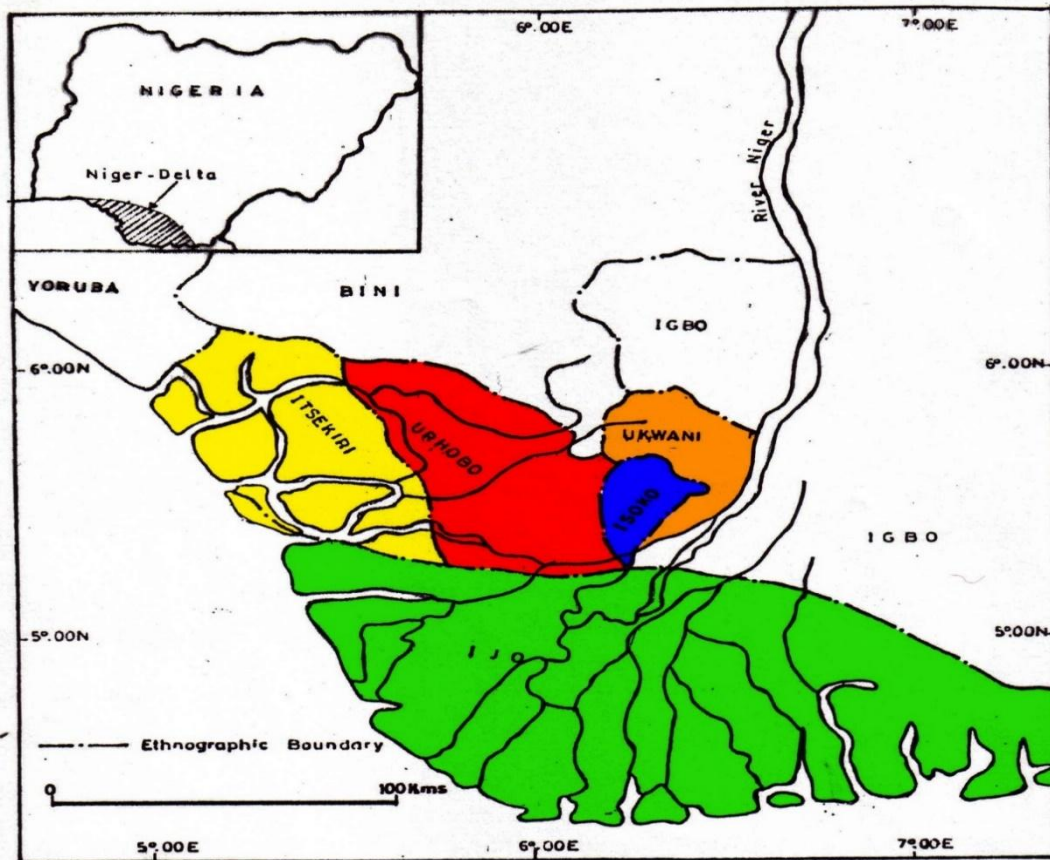 6°.00E
7°.00E
NIGERIA
Niger-Delta
River Niger
YORUBA
BINI
IGBO
6°.00N
6°.00N
ITSEKIRI
URHOBO
UKWANI
ISOKO
IGBO
5°.00N
5°.00N
IJO
Ethnographic Boundary
0
100Kms
5°.00E
6°.00E
7°.00E